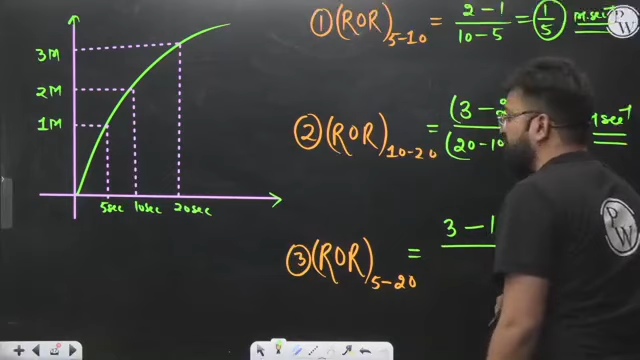 3M
2M
1M
5sec 10sec 20sec
① (ROR)5-10 = 2 - 1 / 10 - 5 = 1/5 m.sec⁻¹
② (ROR)10-20 = (3 - / (20 - 10 sec⁻¹
③ (ROR)5-20 = 3 - 1
P W
P W